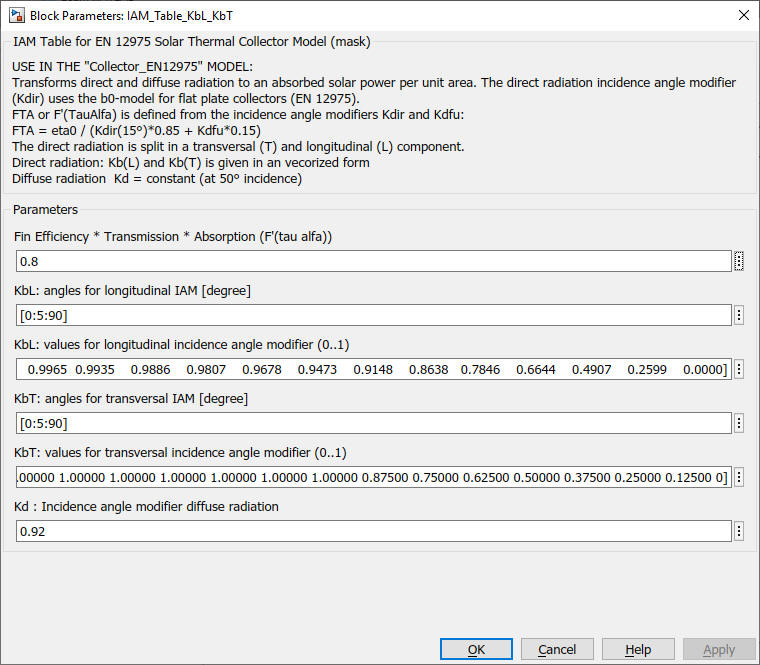 Block Parameters: IAM_Table_KbL_KbT
IAM Table for EN 12975 Solar Thermal Collector Model (mask)
USE IN THE "Collector_EN12975" MODEL:
Transforms direct and diffuse radiation to an absorbed solar power per unit area. The direct radiation incidence angle modifier
(Kdir) uses the b0-model for flat plate collectors (EN 12975).
FTA or F'(TauAlfa) is defined from the incidence angle modifiers Kdir and Kdfu:
FTA = eta0 / (Kdir(15º)*0.85 + Kdfu*0.15)
The direct radiation is split in a transversal (T) and longitudinal (L) component.
Direct radiation: Kb(L) and Kb(T) is given in an vecorized form
Diffuse radiation  Kd = constant (at 50º incidence)
Parameters
Fin Efficiency * Transmission * Absorption (F'(tau alfa))
0.8
KbL: angles for longitudinal IAM [degree]
[0:5:90]
KbL: values for longitudinal incidence angle modifier (0..1)
0.9965 0.9935 0.9886 0.9807 0.9678 0.9473 0.9148 0.8638 0.7846 0.6644 0.4907 0.2599 0.0000]
KbT: angles for transversal IAM [degree]
[0:5:90]
KbT: values for transversal incidence angle modifier (0..1)
.00000 1.00000 1.00000 1.00000 1.00000 1.00000 1.00000 0.87500 0.75000 0.62500 0.50000 0.37500 0.25000 0.12500 0]
Kd : Incidence angle modifier diffuse radiation
0.92
OK Cancel Help Apply